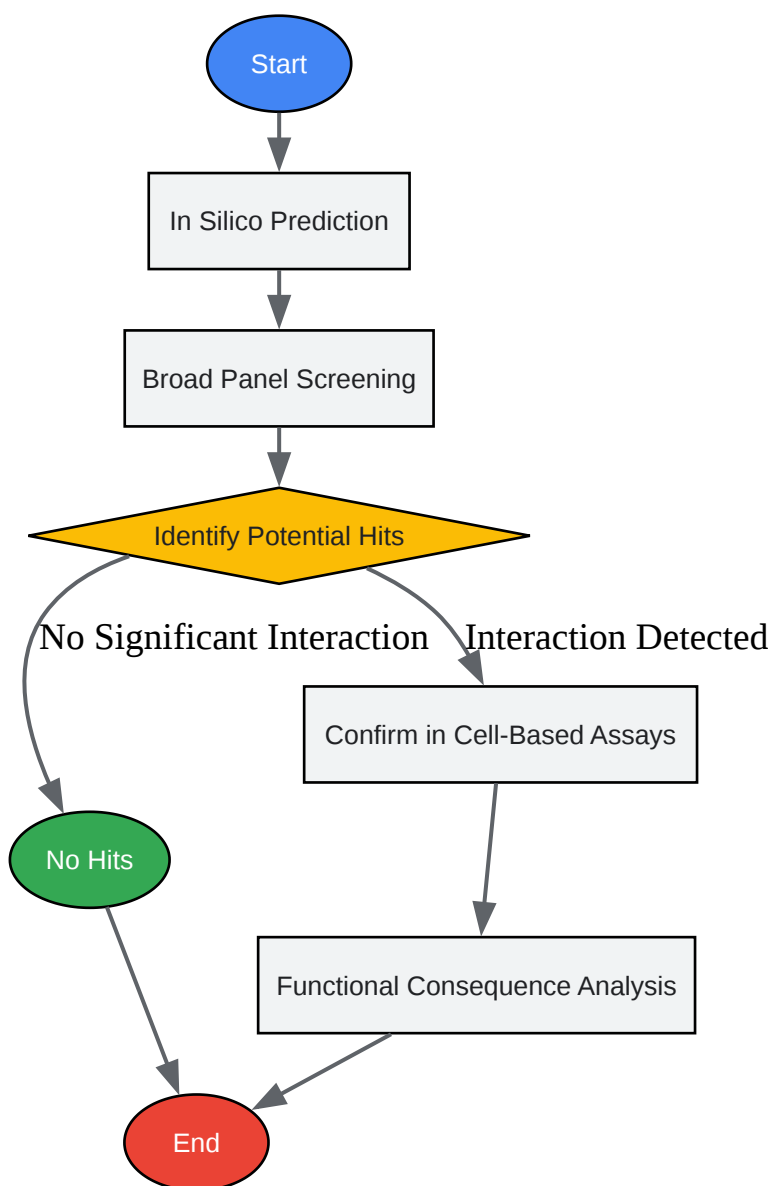 Start
In Silico Prediction
Broad Panel Screening
Identify Potential Hits
No Significant Interaction
Interaction Detected
Confirm in Cell-Based Assays
No Hits
Functional Consequence Analysis
End